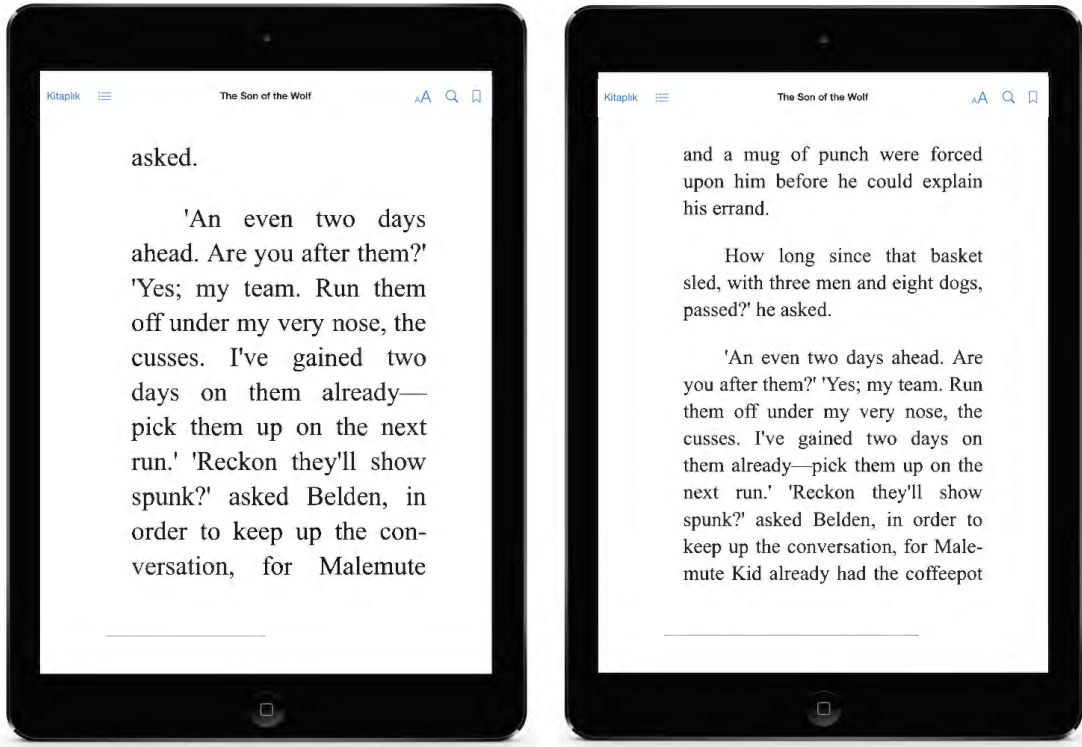 Kitaplık
The Son of the Wolf
AA
asked.
'An even two days
ahead. Are you after them?'
'Yes; my team. Run them
off under my very nose, the
cusses. I've gained two
days on them already—
pick them up on the next
run.' 'Reckon they'll show
spunk?' asked Belden, in
order to keep up the con-
versation, for Malemute
Kitaplık
The Son of the Wolf
AA
and a mug of punch were forced
upon him before he could explain
his errand.
How long since that basket
sled, with three men and eight dogs,
passed?' he asked.
'An even two days ahead. Are
you after them?' 'Yes; my team. Run
them off under my very nose, the
cusses. I've gained two days on
them already—pick them up on the
next run.' 'Reckon they'll show
spunk?' asked Belden, in order to
keep up the conversation, for Male-
mute Kid already had the coffeepot